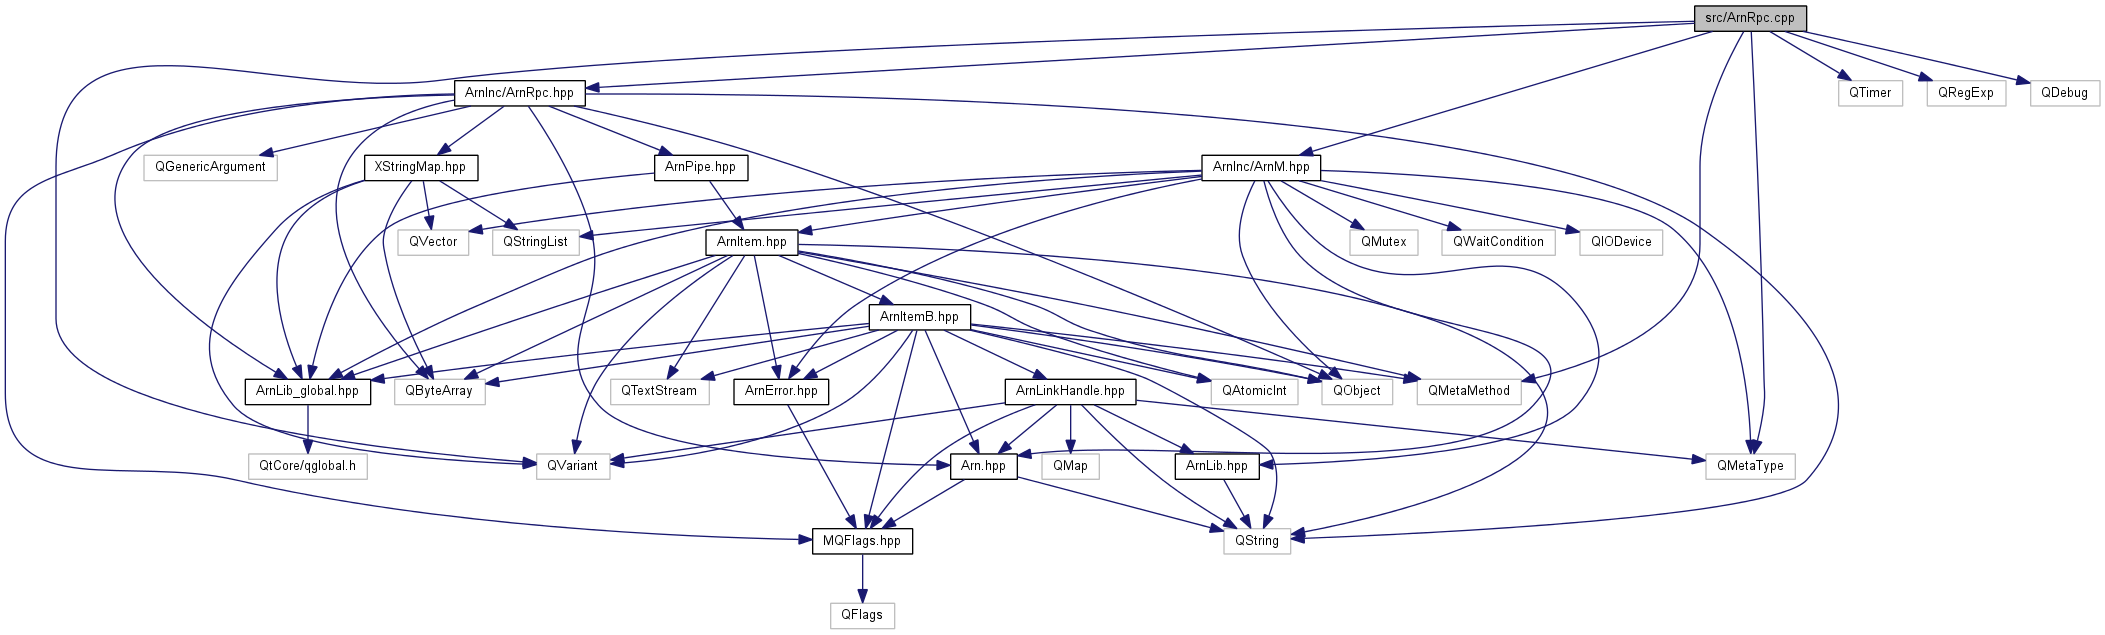 src/ArnRpc.cpp
ArnInc/ArnRpc.hpp
QTimer
QRegExp
QDebug
QGenericArgument
XStringMap.hpp
ArnPipe.hpp
ArnInc/ArnM.hpp
QVector
QStringList
ArnItem.hpp
QMutex
QWaitCondition
QIODevice
ArnItemB.hpp
ArnLib_global.hpp
QByteArray
QTextStream
ArnError.hpp
ArnLinkHandle.hpp
QAtomicInt
QObject
QMetaMethod
QtCore/qglobal.h
QVariant
Arn.hpp
QMap
ArnLib.hpp
QMetaType
MQFlags.hpp
QString
QFlags